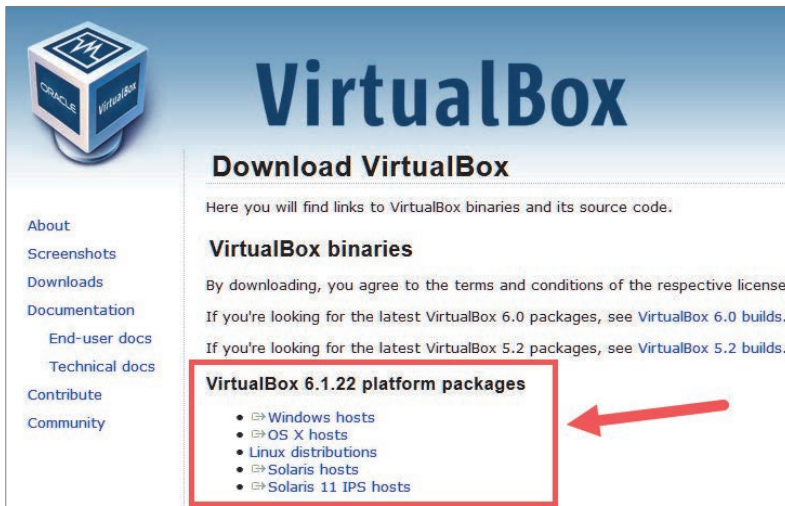 ORACLE
VirtualBox
VirtualBox
Download VirtualBox
Here you will find links to VirtualBox binaries and its source code.
VirtualBox binaries
By downloading, you agree to the terms and conditions of the respective license
If you're looking for the latest VirtualBox 6.0 packages, see VirtualBox 6.0 builds.
If you're looking for the latest VirtualBox 5.2 packages, see VirtualBox 5.2 builds.
VirtualBox 6.1.22 platform packages
Windows hosts
OS X hosts
Linux distributions
Solaris hosts
Solaris 11 IPS hosts
About
Screenshots
Downloads
Documentation
End-user docs
Technical docs
Contribute
Community